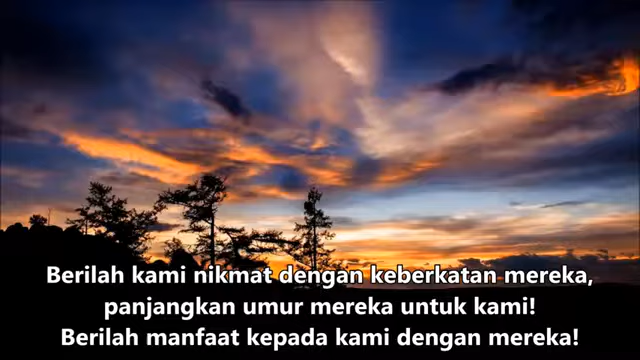 Berilah kami nikmat dengan keberkatan mereka,
panjangkan umur mereka untuk kami!
Berilah manfaat kepada kami dengan mereka!